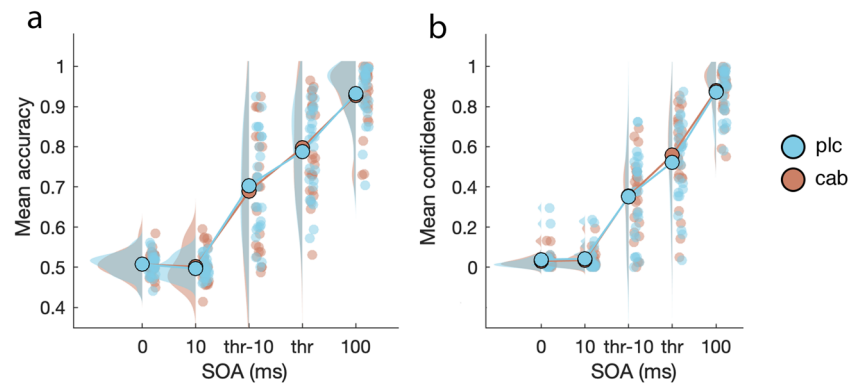 a
Mean accuracy
1
0.9
0.8
0.7
0.6
0.5
0.4
0 10 thr-10 thr 100
SOA (ms)
b
Mean confidence
1
0.8
0.6
0.4
0.2
0
0 10 thr-10 thr 100
SOA (ms)
plc
cab